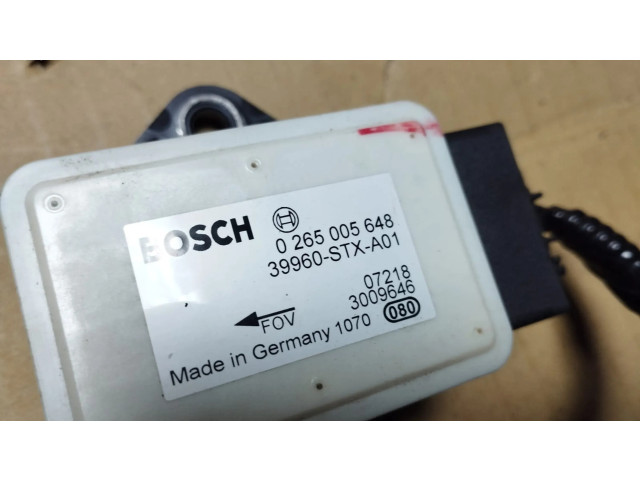 BOSCH
0 265 005 648
39960-STX-A01
07218
3009646
FOV
Made in Germany 1070 080